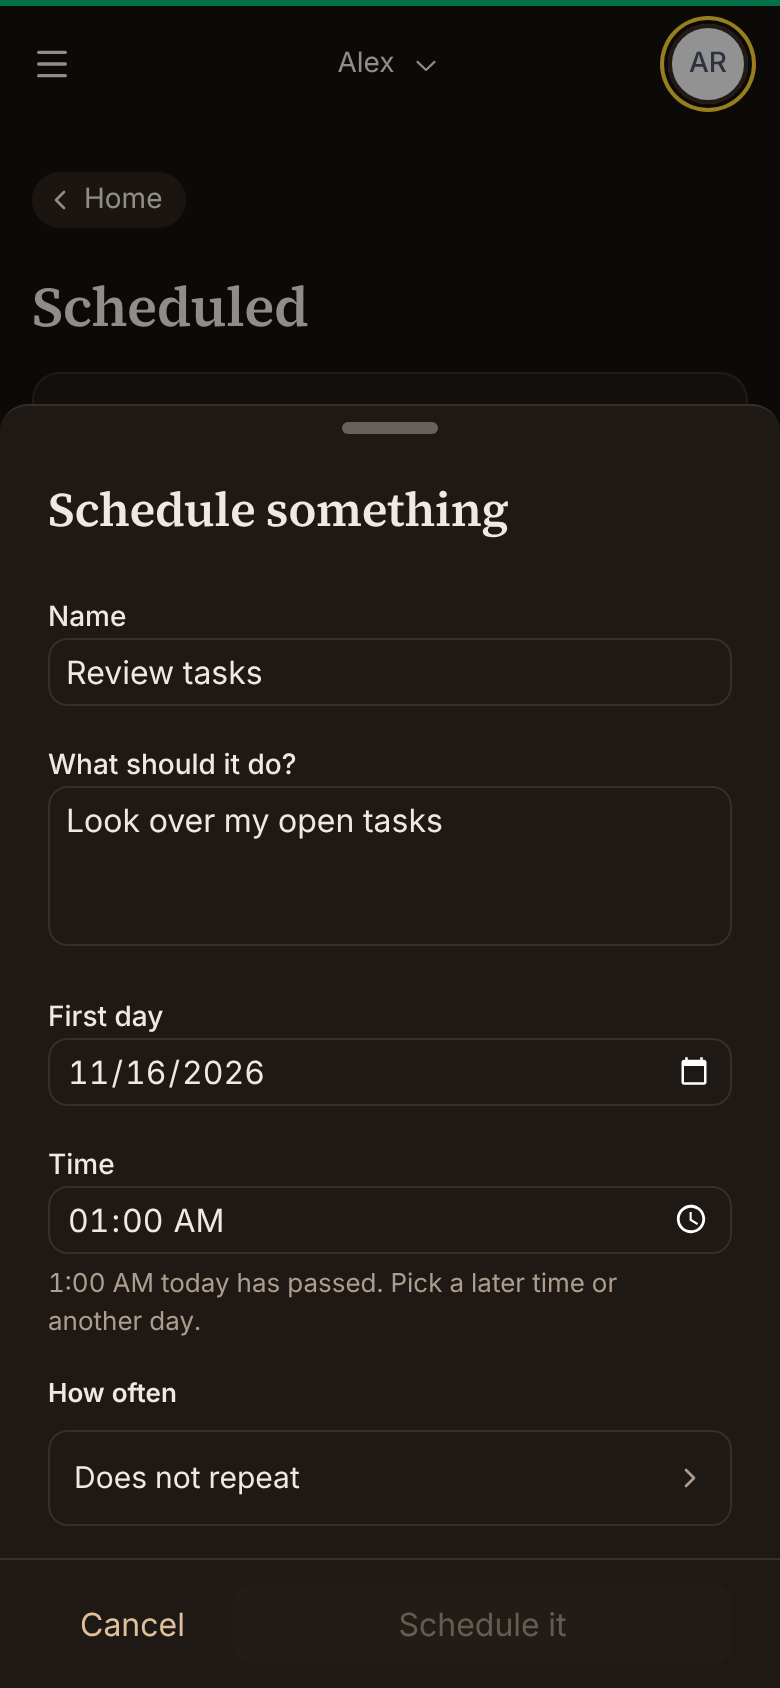 Alex
AR
Home
Scheduled
Schedule something
Name
Review tasks
What should it do?
Look over my open tasks
First day
11/16/2026
Time
01:00 AM
1:00 AM today has passed. Pick a later time or
another day.
How often
Does not repeat
Cancel
Schedule it